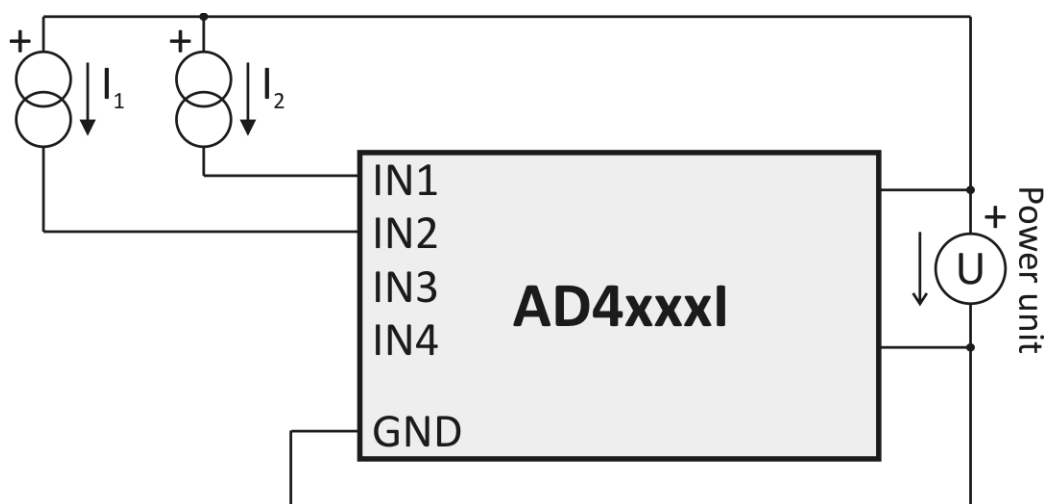 +
I1
+
I2
IN1
IN2
IN3
IN4
GND
AD4xxxI
+
U
Power unit